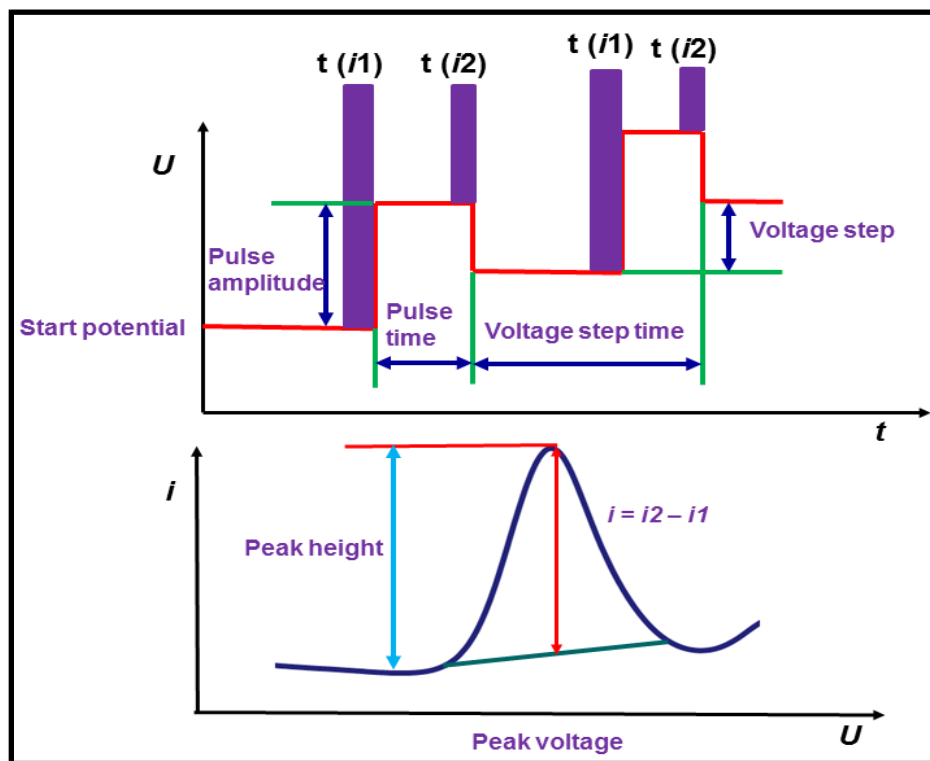 t (i1)
t (i2)
t (i1)
t (i2)
U
Pulse
amplitude
Voltage step
Start potential
Pulse
time
Voltage step time
t
i
i = i2 – i1
Peak height
U
Peak voltage